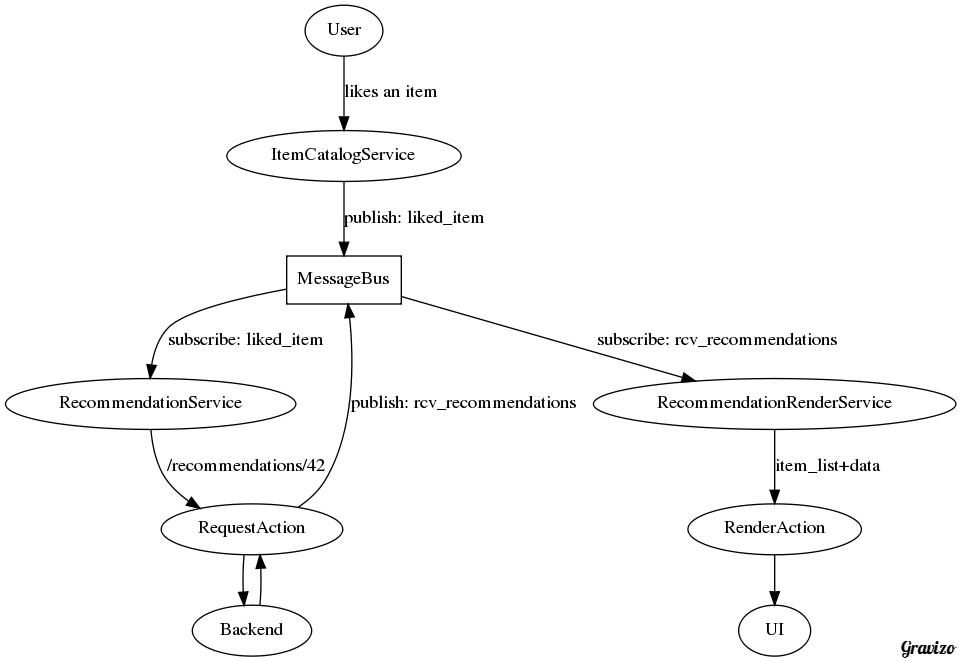 User
likes an item
ItemCatalogService
publish: liked_item
MessageBus
subscribe: liked_item
subscribe: rcv_recommendations
RecommendationService
publish: rcv_recommendations
RecommendationRenderService
/recommendations/42
item_list+data
RequestAction
RenderAction
Backend
UI
Gravizo